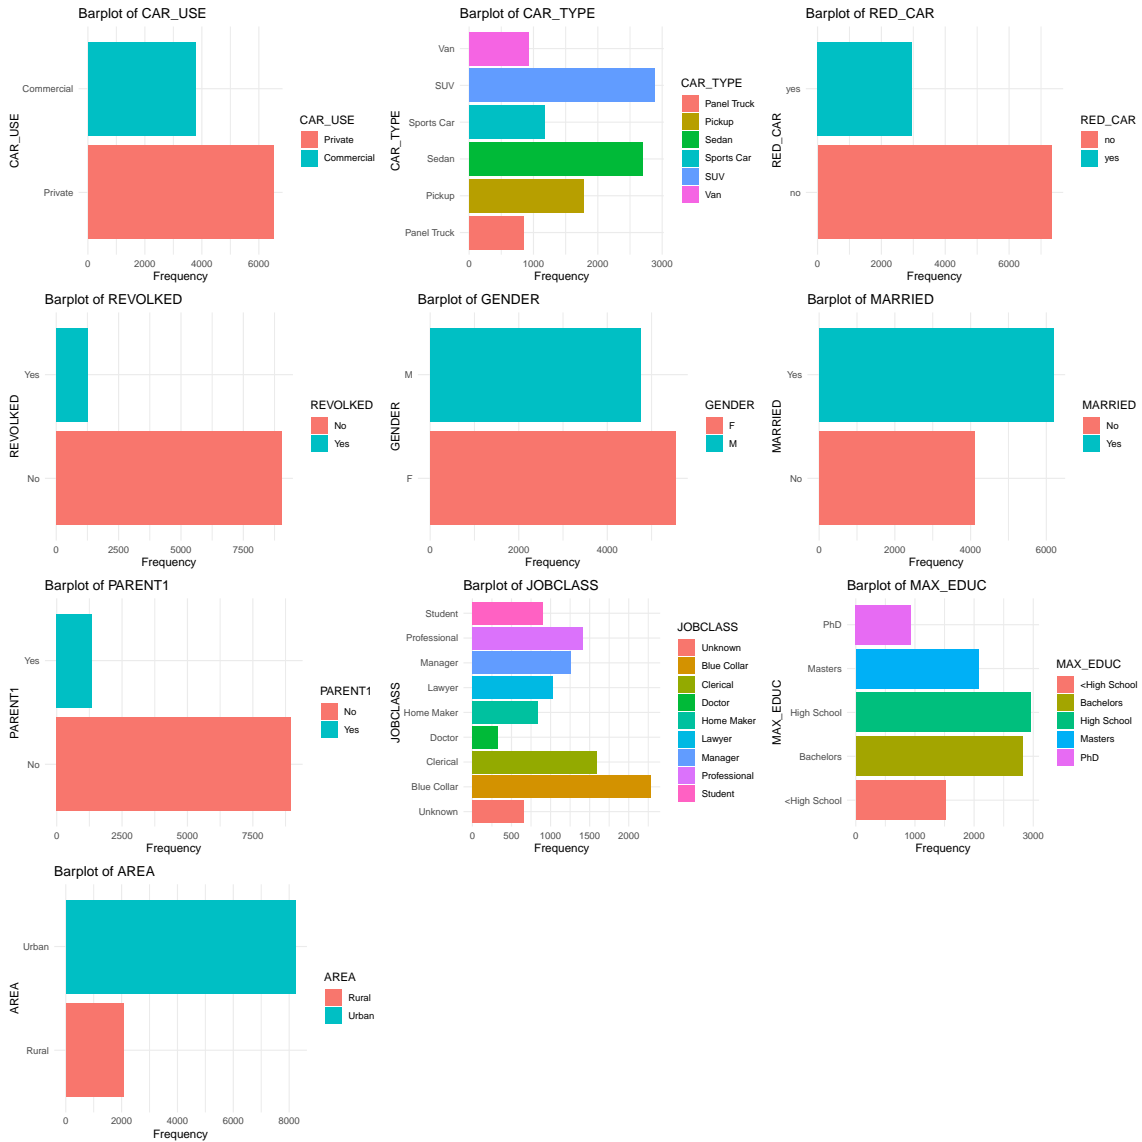 Barplot of CAR_USE
CAR_USE
Commercial
Private
0 2000 4000 6000
Frequency
CAR_USE
Private
Commercial
Barplot of CAR_TYPE
CAR_TYPE
Van
SUV
Sports Car
Sedan
Pickup
Panel Truck
0 1000 2000 3000
Frequency
CAR_TYPE
Panel Truck
Pickup
Sedan
Sports Car
SUV
Van
Barplot of RED_CAR
RED_CAR
yes
no
0 2000 4000 6000
Frequency
RED_CAR
no
yes
Barplot of REVOLKED
REVOLKED
Yes
No
0 2500 5000 7500
Frequency
REVOLKED
No
Yes
Barplot of GENDER
GENDER
M
F
0 2000 4000
Frequency
GENDER
F
M
Barplot of MARRIED
MARRIED
Yes
No
0 2000 4000 6000
Frequency
MARRIED
No
Yes
Barplot of PARENT1
PARENT1
Yes
No
0 2500 5000 7500
Frequency
PARENT1
No
Yes
Barplot of JOBCLASS
JOBCLASS
Student
Professional
Manager
Lawyer
Home Maker
Doctor
Clerical
Blue Collar
Unknown
0 500 1000 1500 2000
Frequency
JOBCLASS
Unknown
Blue Collar
Clerical
Doctor
Home Maker
Lawyer
Manager
Professional
Student
Barplot of MAX_EDUC
MAX_EDUC
PhD
Masters
High School
Bachelors
<High School
0 1000 2000 3000
Frequency
MAX_EDUC
<High School
Bachelors
High School
Masters
PhD
Barplot of AREA
AREA
Urban
Rural
0 2000 4000 6000 8000
Frequency
AREA
Rural
Urban